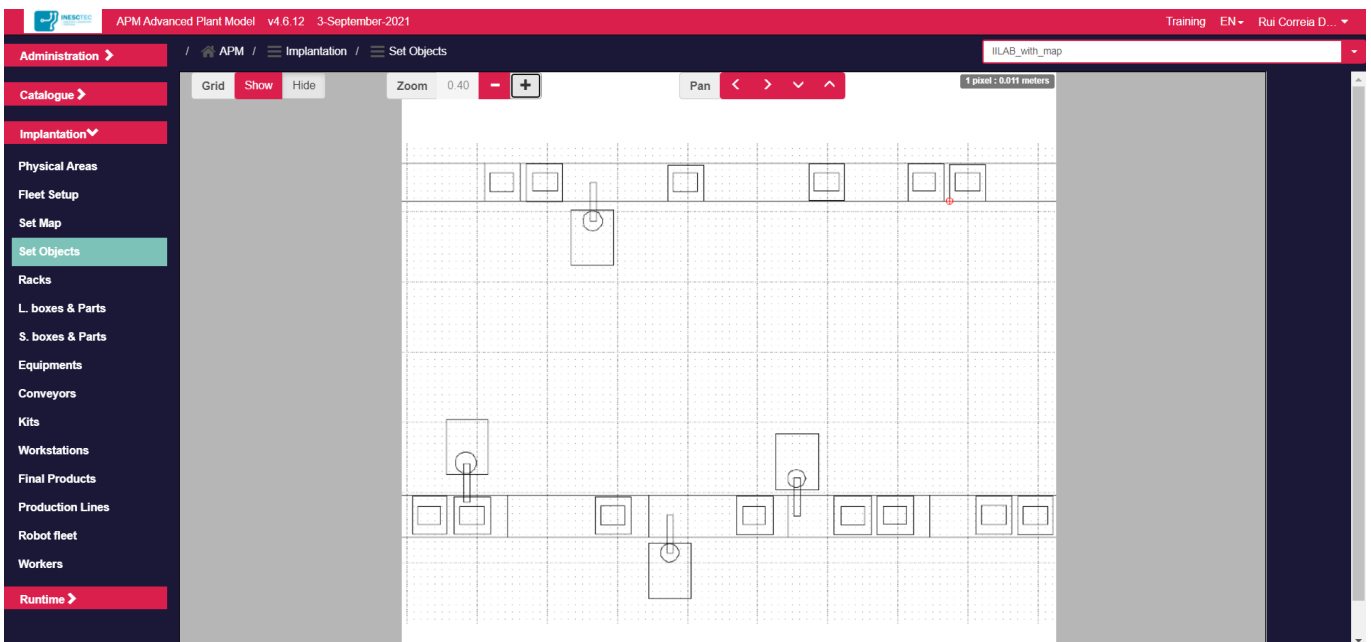 INESCTEC APM Advanced Plant Model v4.6.12 3-September-2021 Training EN Rui Correia D...
Administration / APM / Implantation / Set Objects IILAB_with_map
Catalogue Grid Show Hide Zoom 0.40 - + Pan 1 pixel : 0.011 meters
Implantation
Physical Areas
Fleet Setup
Set Map
Set Objects
Racks
L. boxes & Parts
S. boxes & Parts
Equipments
Conveyors
Kits
Workstations
Final Products
Production Lines
Robot fleet
Workers
Runtime